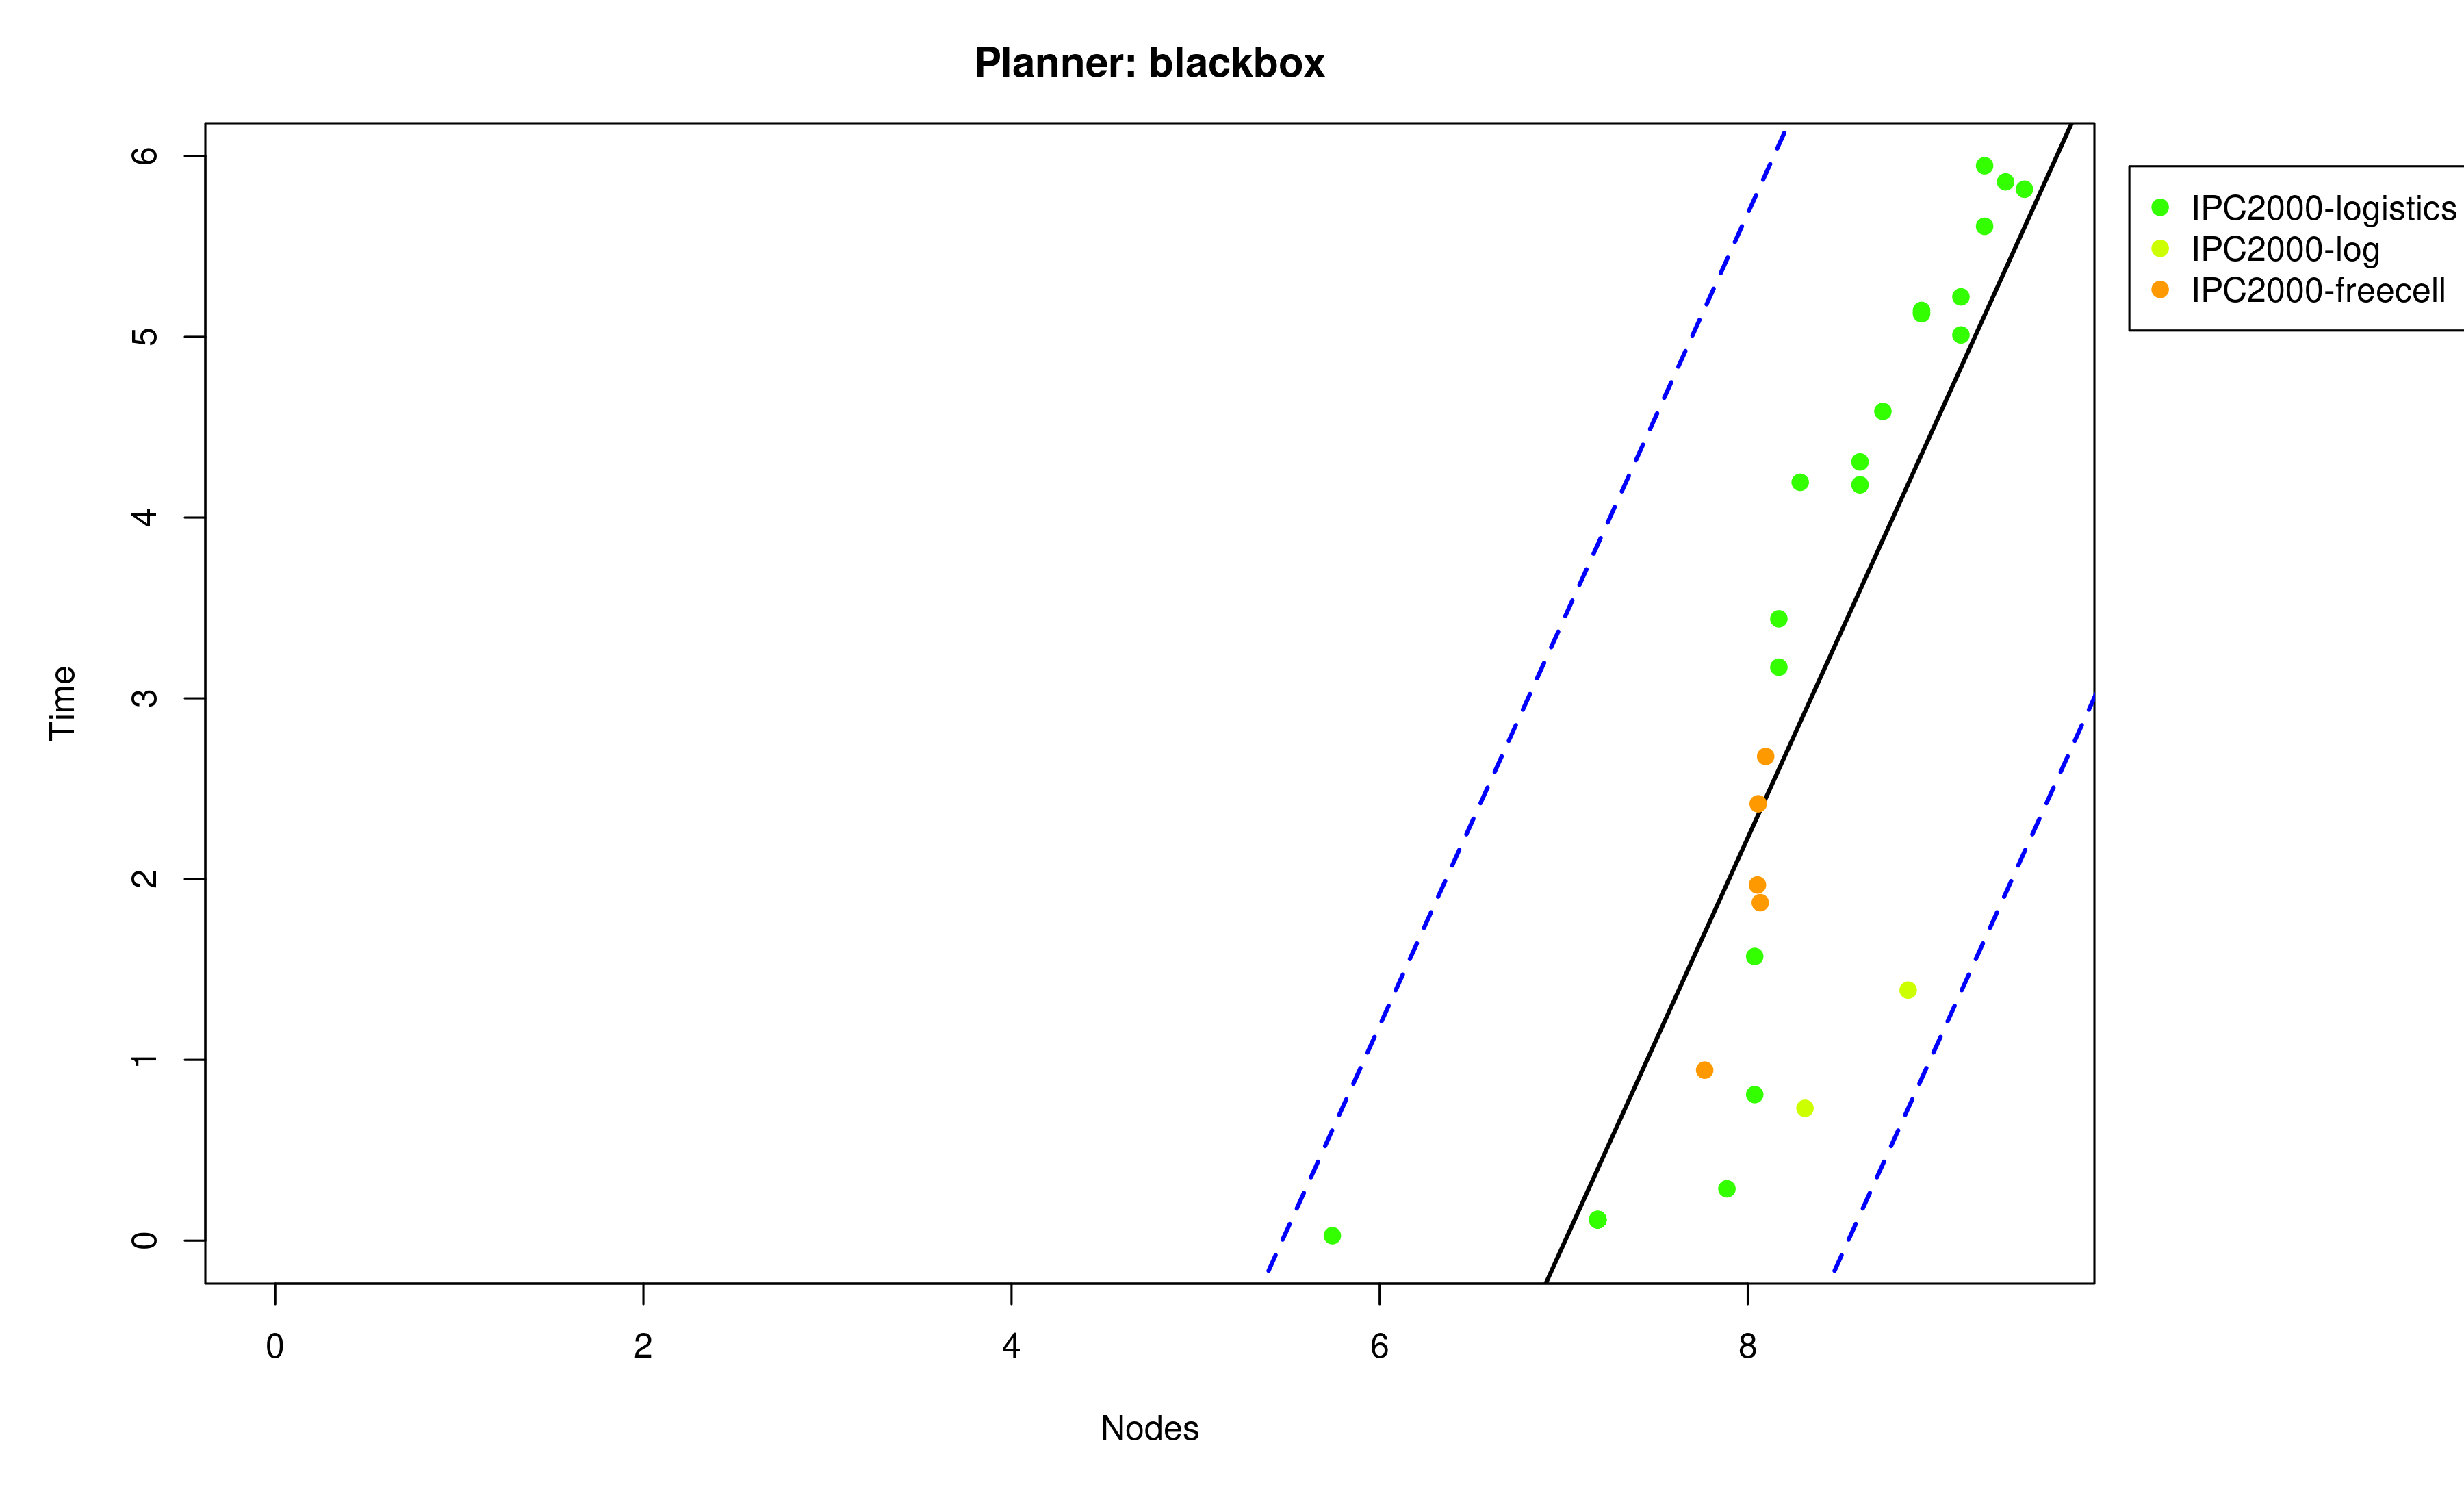 Planner: blackbox
6
5
4
3
2
1
0
Time
0 2 4 6 8
Nodes
IPC2000-logistics
IPC2000-log
IPC2000-freecell